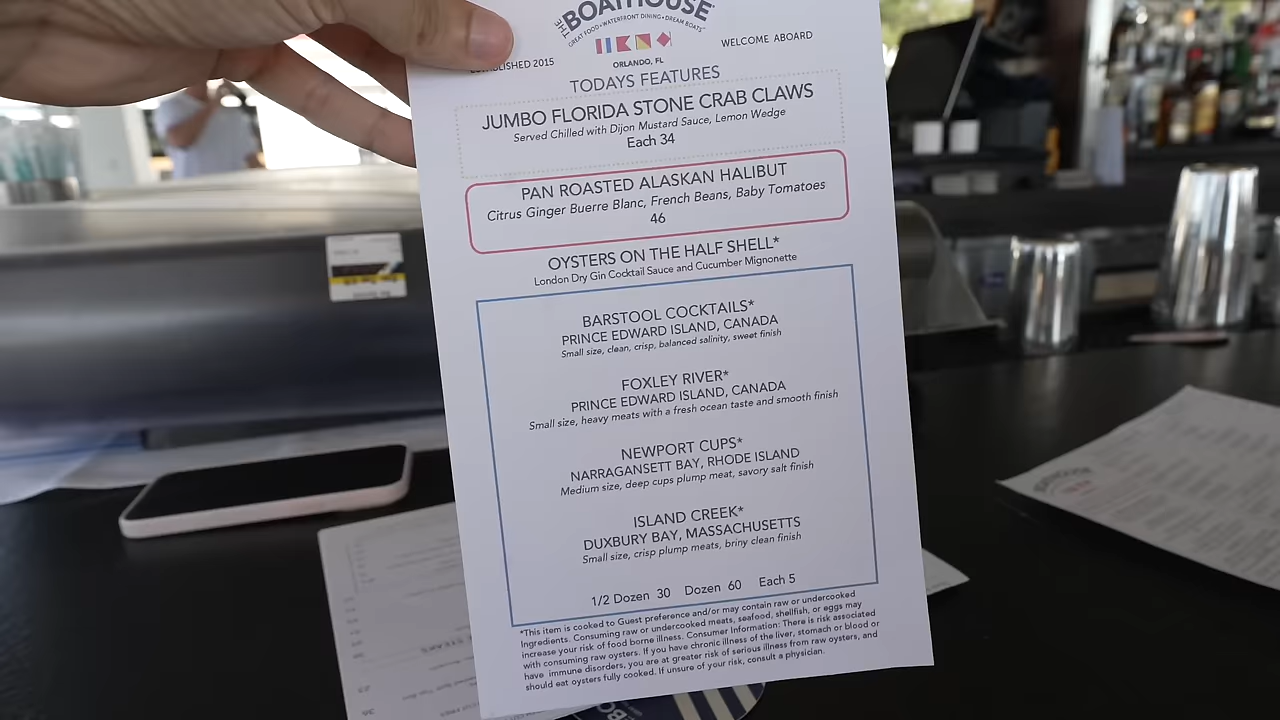 THE BOATHOUSE
GREAT FOOD • WATERFRONT DINING • DREAM BOATS
WELCOME ABOARD
2015
ORLANDO, FL
TODAYS FEATURES
JUMBO FLORIDA STONE CRAB CLAWS
Served Chilled with Dijon Mustard Sauce, Lemon Wedge
Each 34
PAN ROASTED ALASKAN HALIBUT
Citrus Ginger Buerre Blanc, French Beans, Baby Tomatoes
46
OYSTERS ON THE HALF SHELL*
London Dry Gin Cocktail Sauce and Cucumber Mignonette
BARSTOOL COCKTAILS*
PRINCE EDWARD ISLAND, CANADA
Small size, clean, crisp, balanced salinity, sweet finish
FOXLEY RIVER*
PRINCE EDWARD ISLAND, CANADA
Small size, heavy meats with a fresh ocean taste and smooth finish
NEWPORT CUPS*
NARRAGANSETT BAY, RHODE ISLAND
Medium size, deep cups plump meat, savory salt finish
ISLAND CREEK*
DUXBURY BAY, MASSACHUSETTS
Small size, crisp plump meats, briny clean finish
1/2 Dozen 30 Dozen 60 Each 5
*This item is cooked to Guest preference and/or may contain raw or undercooked
Ingredients. Consuming raw or undercooked meats, seafood, shellfish, or eggs may
increase your risk of food borne illness. Consumer Information: There is risk associated
with consuming raw oysters. If you have chronic illness of the liver, stomach or blood or
have immune disorders, you are at greater risk of serious illness from raw oysters, and
should eat oysters fully cooked. If unsure of your risk, consult a physician.